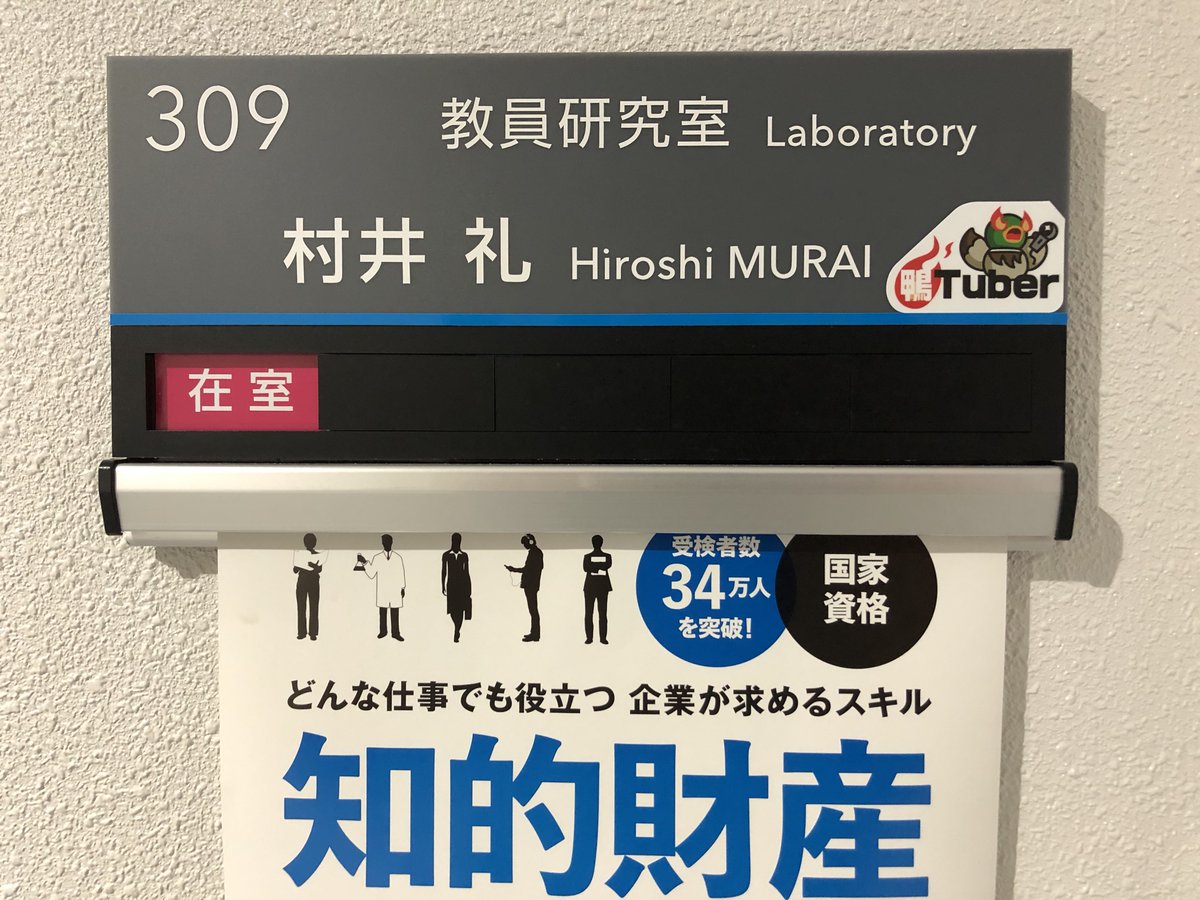 309 教員研究室 Laboratory
村井 礼 Hiroshi MURAI
鴨Tuber
在室
受検者数
34万人
を突破!
国家
資格
どんな仕事でも役立つ 企業が求めるスキル
知的財産